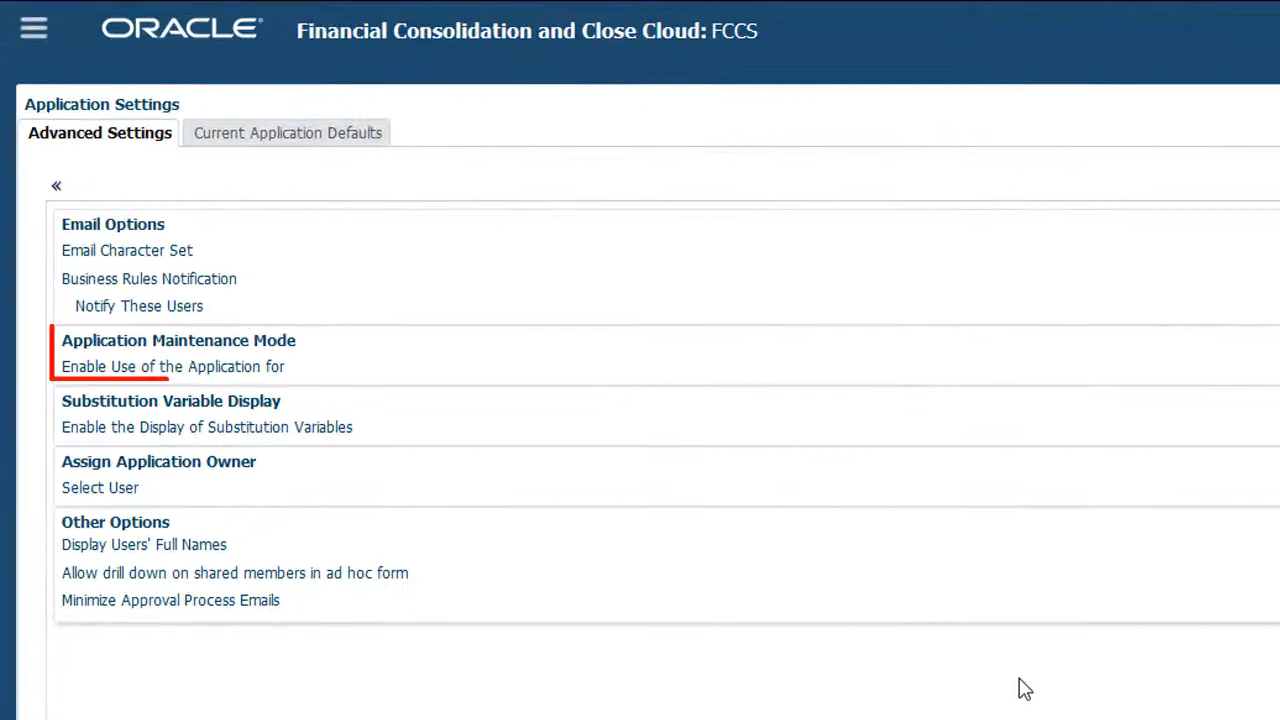 ORACLE® Financial Consolidation and Close Cloud: FCCS
Application Settings
Advanced Settings Current Application Defaults
«
Email Options
Email Character Set
Business Rules Notification
Notify These Users
Application Maintenance Mode
Enable Use of the Application for
Substitution Variable Display
Enable the Display of Substitution Variables
Assign Application Owner
Select User
Other Options
Display Users' Full Names
Allow drill down on shared members in ad hoc form
Minimize Approval Process Emails